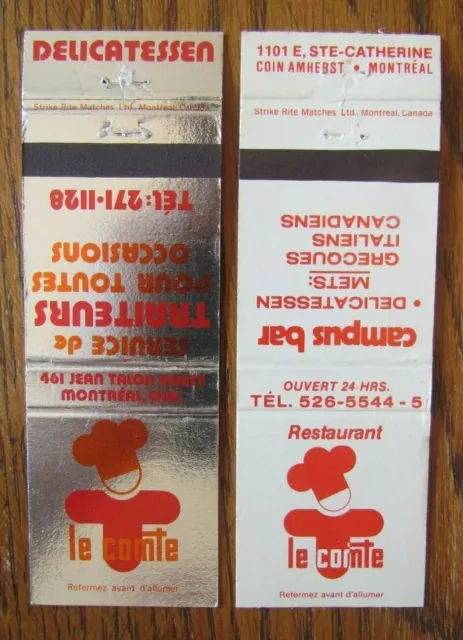 DELICATESSEN
Strike Rite Matches Ltd., Montreal, Canada
TÉL: 271-1128
SERVICE de
TRAITEURS
POUR TOUTES
OCCASIONS
461 JEAN TALON OUEST
MONTRÉAL, QUE.
le comte
Refermez avant d'allumer
1101 E, STE-CATHERINE
COIN AMHERST • MONTRÉAL
Strike Rite Matches Ltd., Montreal, Canada
campus bar
• DELICATESSEN
METS:
GRECQUES
ITALIENS
CANADIENS
OUVERT 24 HRS.
TÉL. 526-5544 - 5
Restaurant
le comte
Refermez avant d'allumer